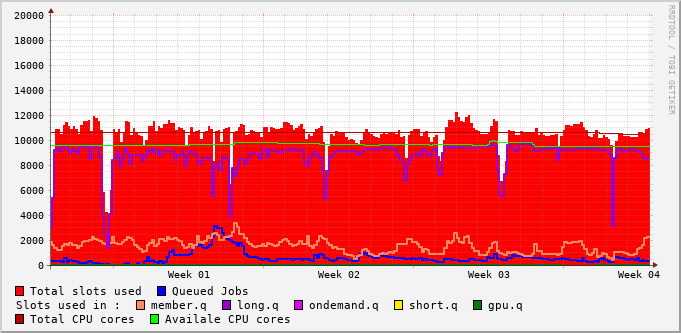 20000
18000
16000
14000
12000
10000
8000
6000
4000
2000
0
Week 01 Week 02 Week 03 Week 04
Total slots used Queued Jobs
Slots used in : member.q long.q ondemand.q short.q gpu.q
Total CPU cores Availale CPU cores
RRDTOOL / TOBI OETIKER